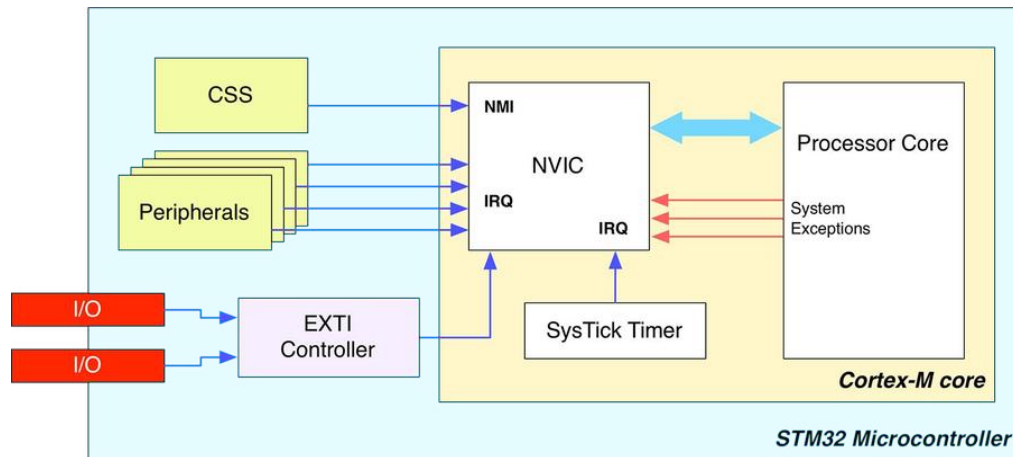 CSS
NMI
NVIC
Processor Core
Peripherals
IRQ
IRQ
System
Exceptions
I/O
I/O
EXTI
Controller
SysTick Timer
Cortex-M core
STM32 Microcontroller